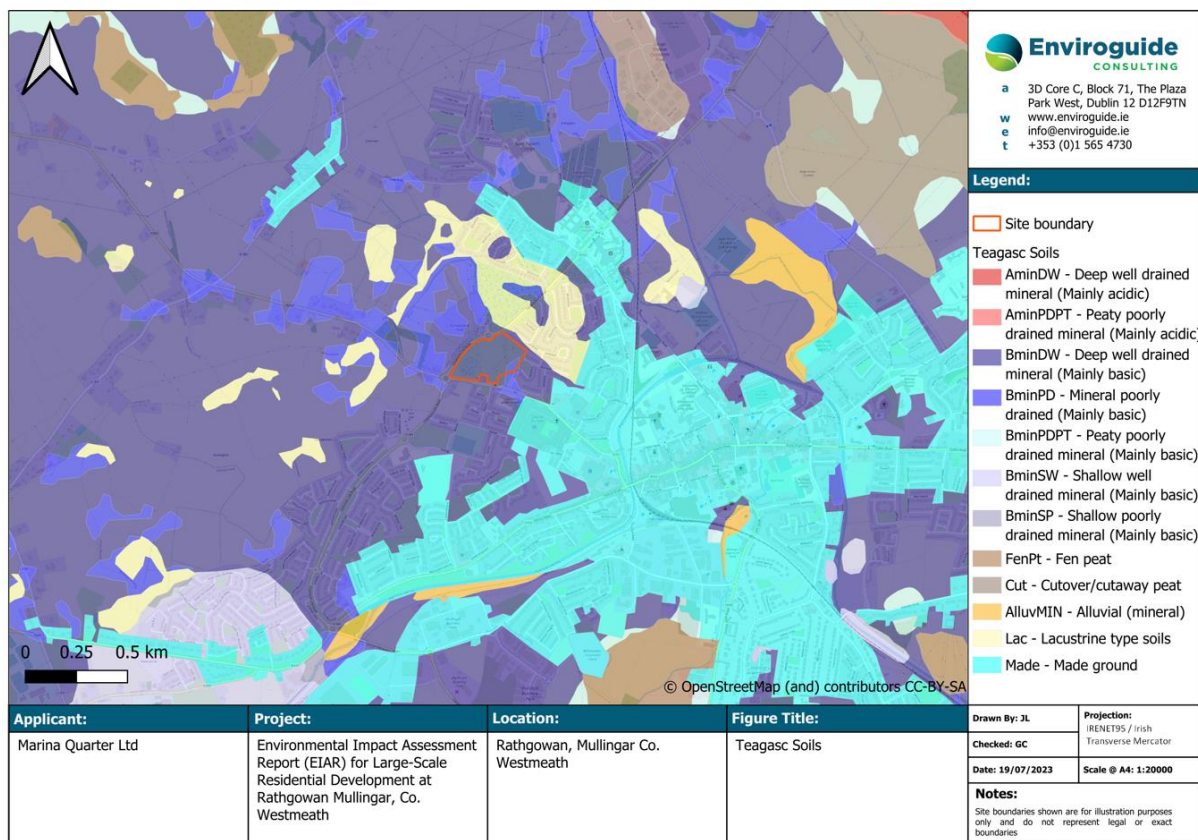 Enviroguide
CONSULTING
a 3D Core C, Block 71, The Plaza
Park West, Dublin 12 D12F9TN
w www.enviroguide.ie
e info@enviroguide.ie
t +353 (0)1 565 4730
Legend:
Site boundary
Teagasc Soils
AminDW - Deep well drained
mineral (Mainly acidic)
AminPDPT - Peaty poorly
drained mineral (Mainly acidic)
BminDW - Deep well drained
mineral (Mainly basic)
BminPD - Mineral poorly
drained (Mainly basic)
BminPDPT - Peaty poorly
drained mineral (Mainly basic)
BminSW - Shallow well
drained mineral (Mainly basic)
BminSP - Shallow poorly
drained mineral (Mainly basic)
FenPt - Fen peat
Cut - Cutover/cutaway peat
AlluvMIN - Alluvial (mineral)
Lac - Lacustrine type soils
Made - Made ground
0 0.25 0.5 km
© OpenStreetMap (and) contributors CC-BY-SA
Applicant:
Marina Quarter Ltd
Project:
Environmental Impact Assessment
Report (EIAR) for Large-Scale
Residential Development at
Rathgowan Mullingar, Co.
Westmeath
Location:
Rathgowan, Mullingar Co.
Westmeath
Figure Title:
Teagasc Soils
Drawn By: JL
Checked: GC
Date: 19/07/2023
Projection:
IRENET95 / Irish
Transverse Mercator
Scale @ A4: 1:20000
Notes:
Site boundaries shown are for illustration purposes
only and do not represent legal or exact
boundaries